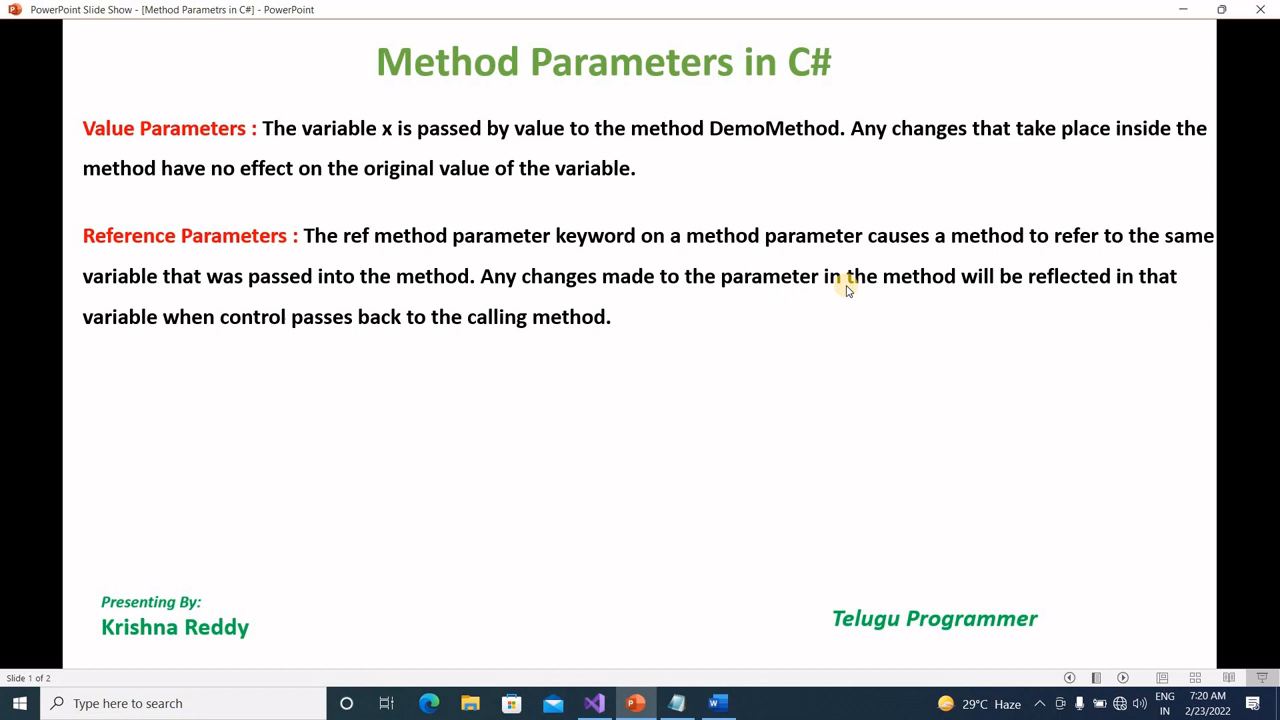 PowerPoint Slide Show - [Method Parametrs in C#] - PowerPoint
Method Parameters in C#
Value Parameters : The variable x is passed by value to the method DemoMethod. Any changes that take place inside the
method have no effect on the original value of the variable.
Reference Parameters : The ref method parameter keyword on a method parameter causes a method to refer to the same
variable that was passed into the method. Any changes made to the parameter in the method will be reflected in that
variable when control passes back to the calling method.
Presenting By:
Krishna Reddy
Telugu Programmer
Slide 1 of 2
Type here to search
29°C Haze
ENG
IN
7:20 AM
2/23/2022